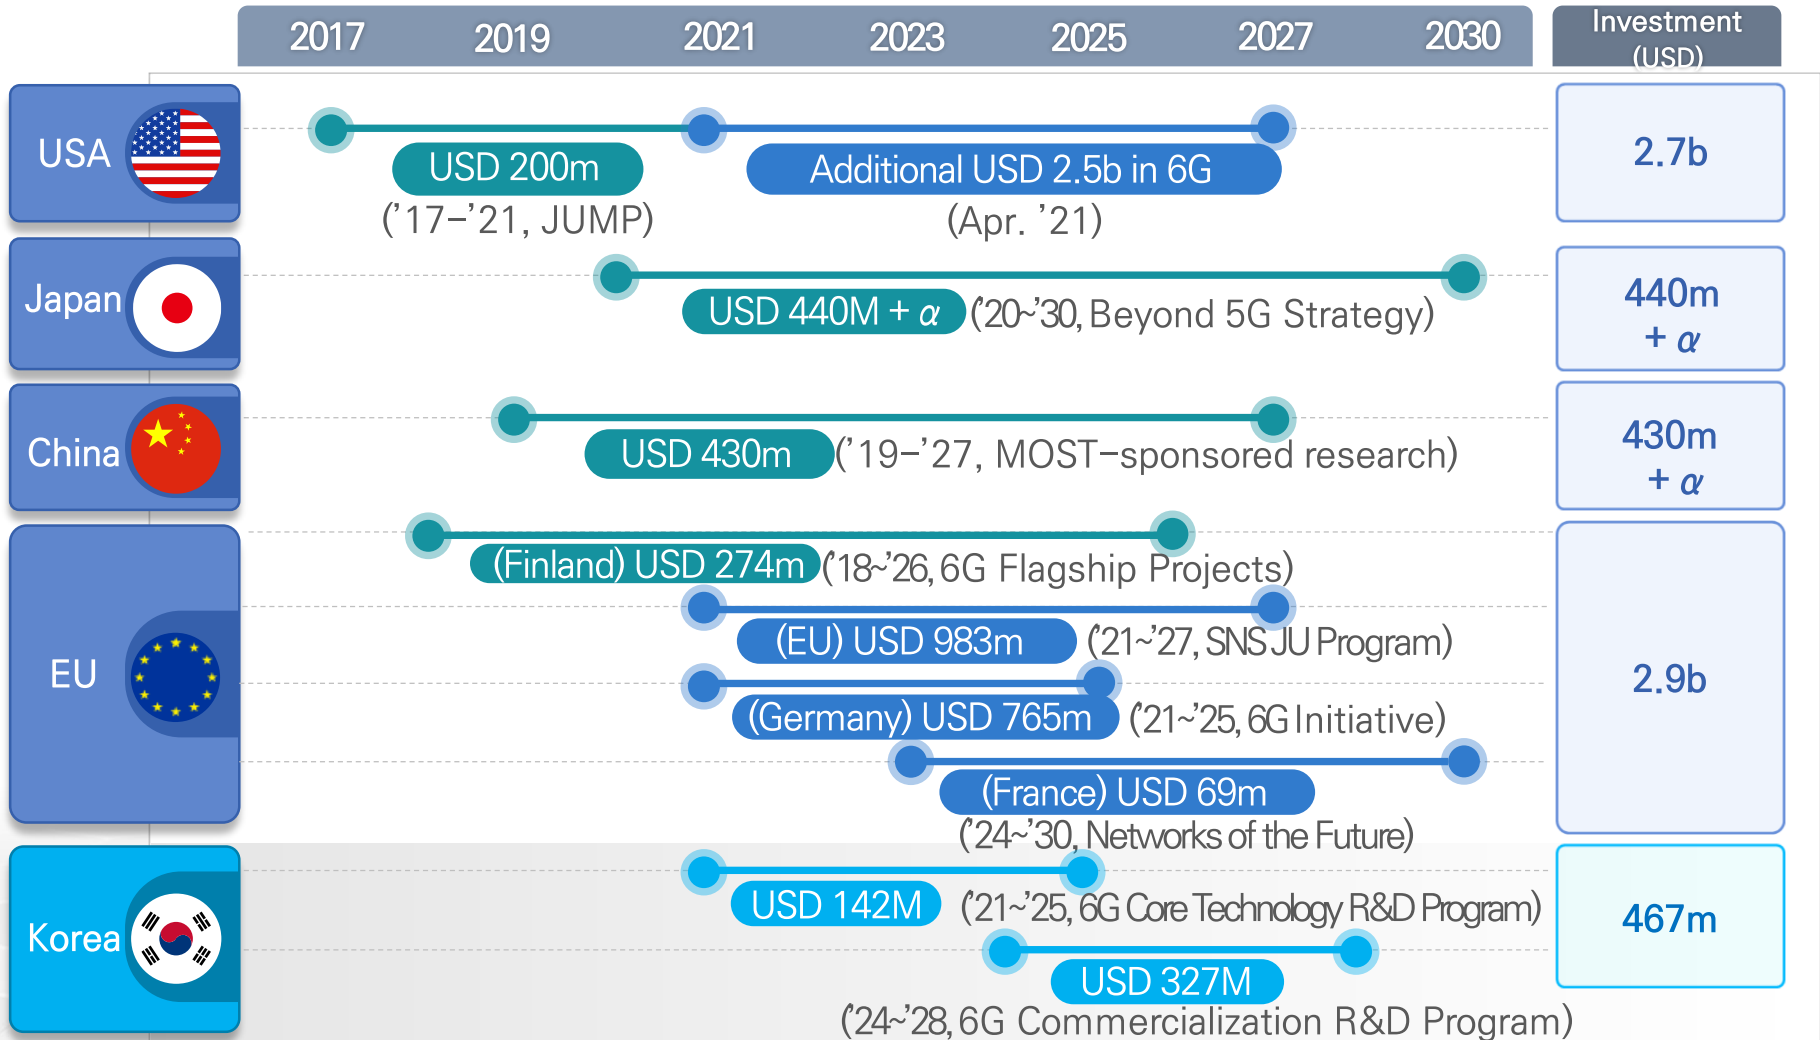 2017 2019 2021 2023 2025 2027 2030
Investment
(USD)
USA
USD 200m
Additional USD 2.5b in 6G
(’17–’21, JUMP)
(Apr. ’21)
2.7b
Japan
USD 440M + α (’20~’30, Beyond 5G Strategy)
440m
+ α
China
USD 430m (’19–’27, MOST–sponsored research)
430m
+ α
EU
(Finland) USD 274m (’18~’26, 6G Flagship Projects)
(EU) USD 983m (’21~’27, SNS JU Program)
(Germany) USD 765m (’21~’25, 6G Initiative)
(France) USD 69m
(’24~’30, Networks of the Future)
2.9b
Korea
USD 142M (’21~’25, 6G Core Technology R&D Program)
USD 327M
(’24~’28, 6G Commercialization R&D Program)
467m